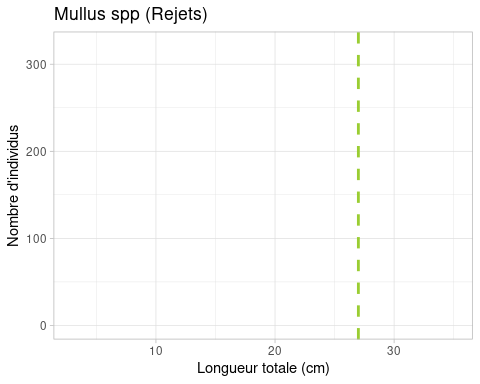 Mullus spp (Rejets)
Nombre d'individus
300
200
100
0
10 20 30
Longueur totale (cm)